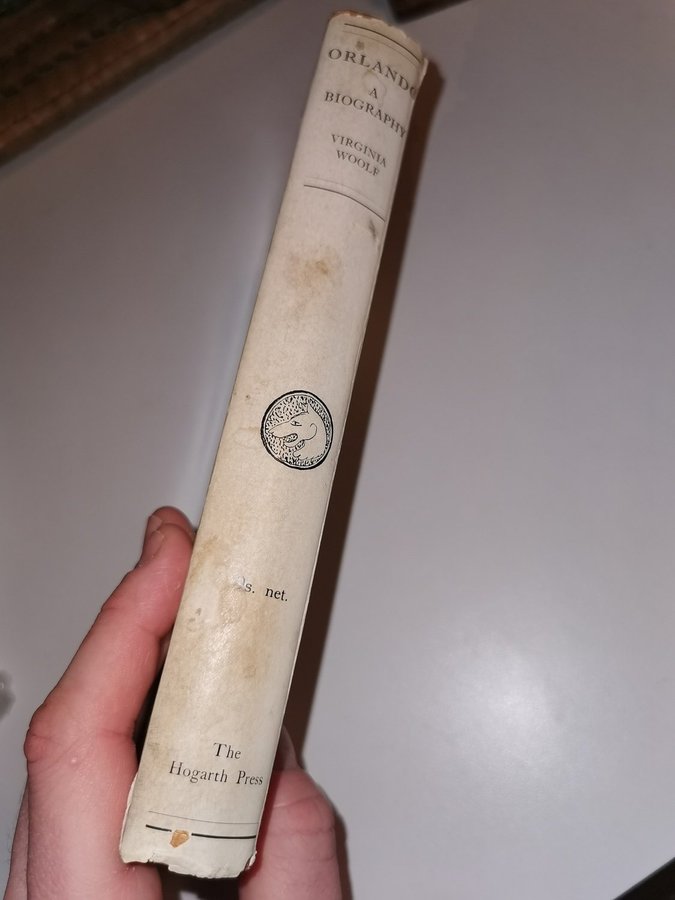 ORLANDO
A
BIOGRAPHY
VIRGINIA
WOOLF
net.
The
Hogarth Press